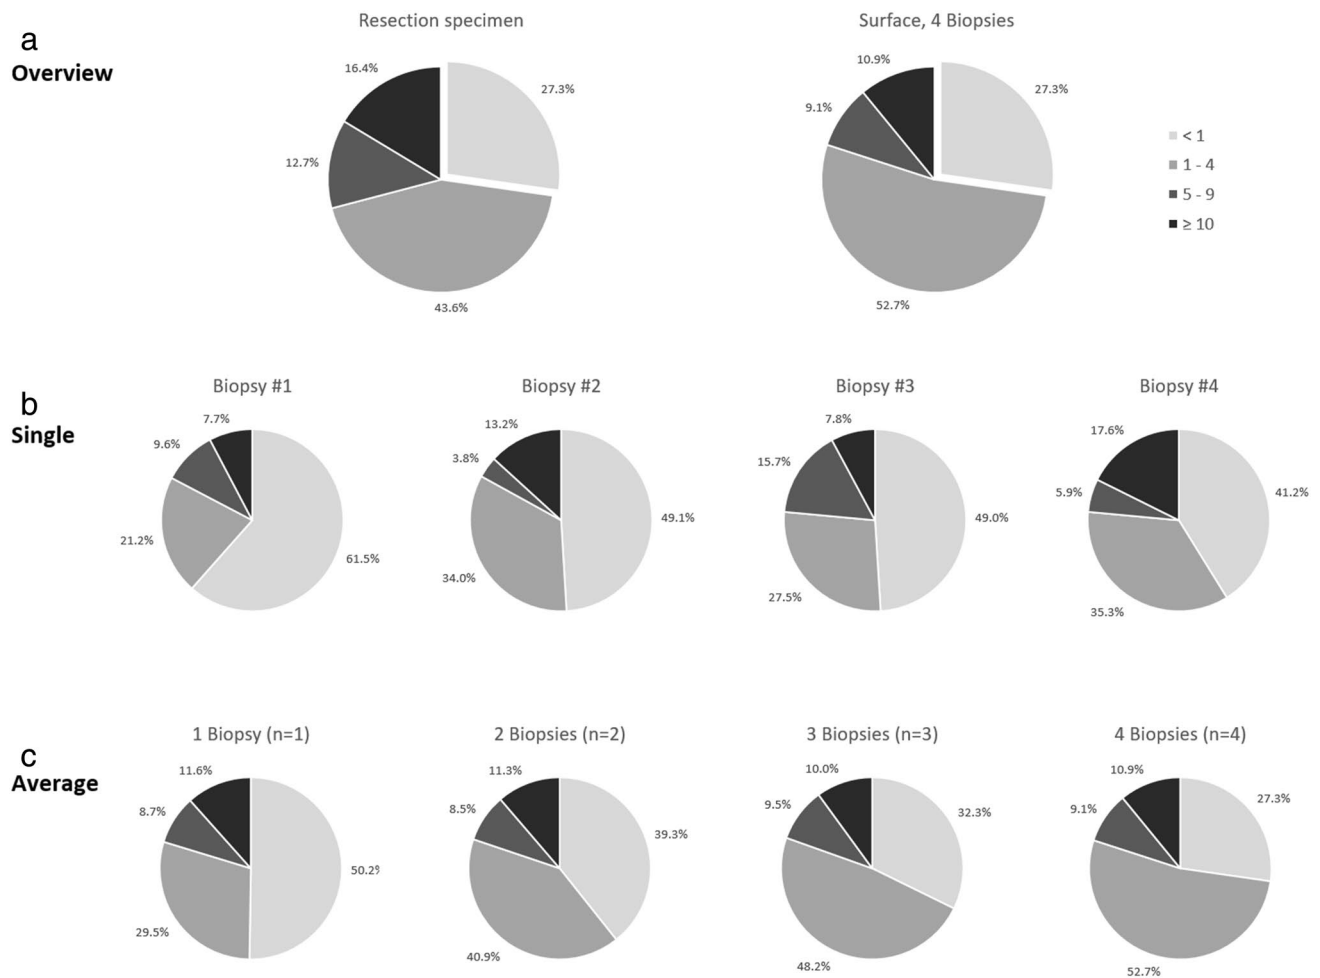 a
Overview
Resection specimen
16.4%
27.3%
12.7%
43.6%
Surface, 4 Biopsies
10.9%
27.3%
9.1%
52.7%
< 1
1 - 4
5 - 9
≥ 10
b
Single
Biopsy #1
7.7%
9.6%
21.2%
61.5%
Biopsy #2
13.2%
3.8%
49.1%
34.0%
Biopsy #3
7.8%
15.7%
49.0%
27.5%
Biopsy #4
17.6%
5.9%
41.2%
35.3%
c
Average
1 Biopsy (n=1)
11.6%
8.7%
50.2%
29.5%
2 Biopsies (n=2)
11.3%
8.5%
39.3%
40.9%
3 Biopsies (n=3)
10.0%
9.5%
32.3%
48.2%
4 Biopsies (n=4)
10.9%
9.1%
27.3%
52.7%